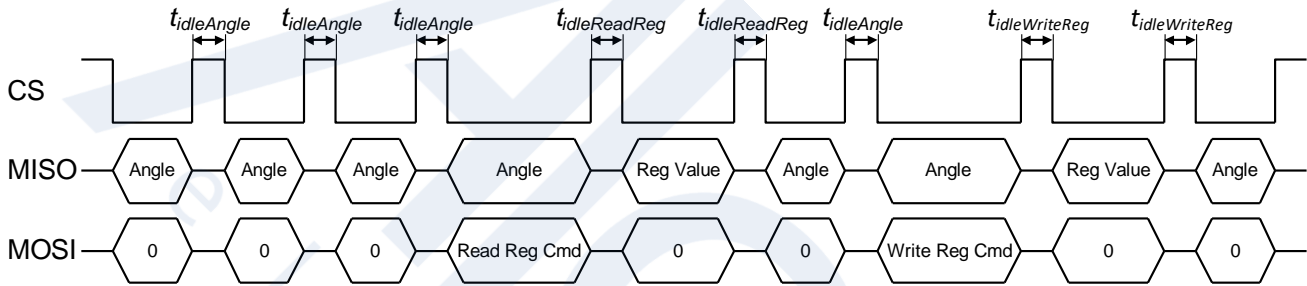 tidleAngle tidleAngle tidleAngle tidleReadReg tidleReadReg tidleAngle tidleWriteReg tidleWriteReg
CS
MISO Angle Angle Angle Angle Reg Value Angle Angle Reg Value Angle
MOSI 0 0 0 Read Reg Cmd 0 0 Write Reg Cmd 0 0